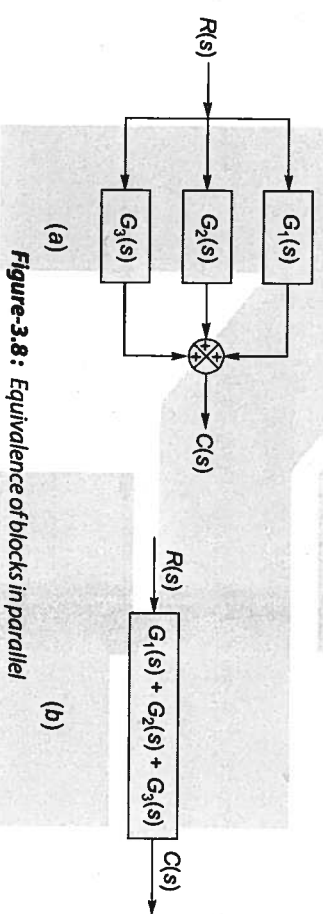 R(s)
G₁(s)
G₂(s)
G₃(s)
+
+
+
C(s)
(a)
R(s)
G₁(s) + G₂(s) + G₃(s)
C(s)
(b)
Figure-3.8: Equivalence of blocks in parallel